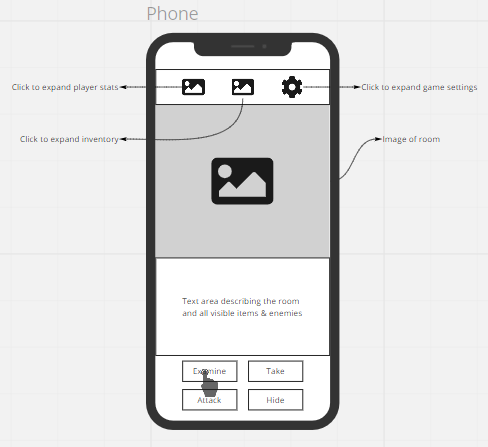 Phone
Click to expand player stats
Click to expand game settings
Click to expand inventory
Image of room
Text area describing the room
and all visible items & enemies
Examine
Take
Attack
Hide